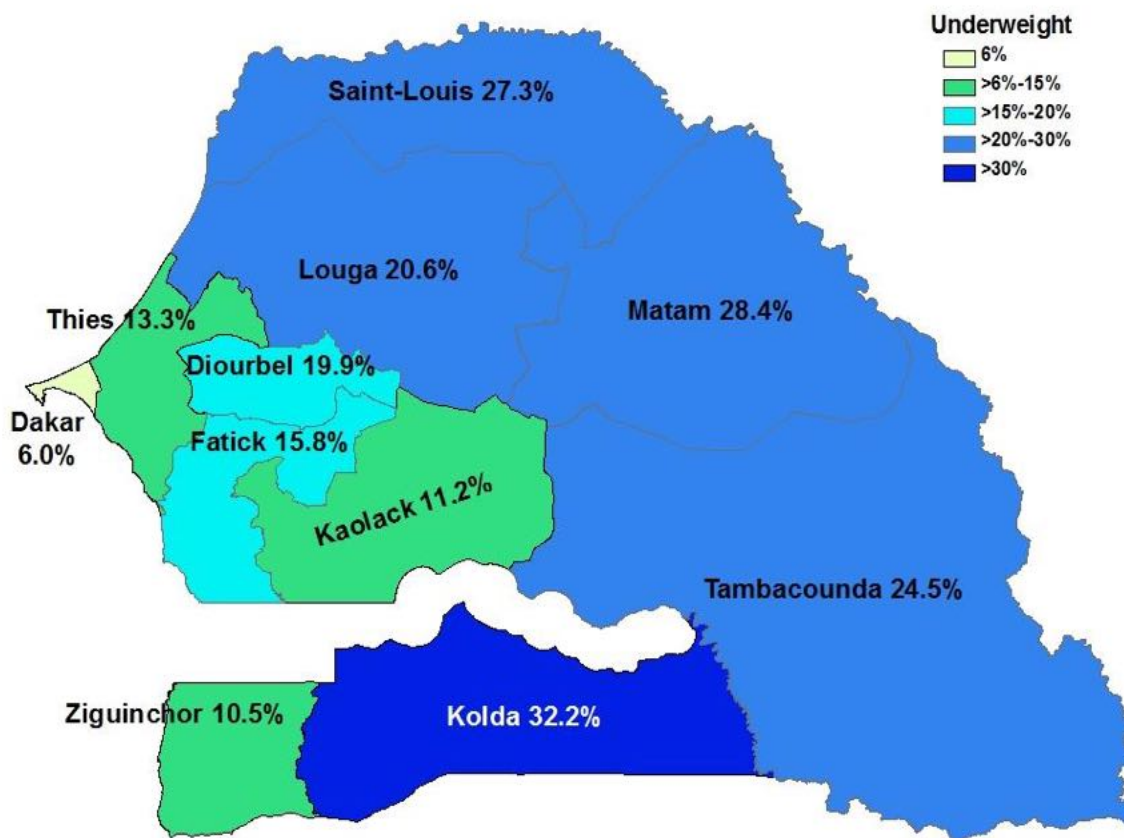 Underweight
6%
>6%-15%
>15%-20%
>20%-30%
>30%
Saint-Louis 27.3%
Louga 20.6%
Matam 28.4%
Thies 13.3%
Diourbel 19.9%
Dakar
6.0%
Fatick 15.8%
Kaolack 11.2%
Tambacounda 24.5%
Ziguinchor 10.5%
Kolda 32.2%